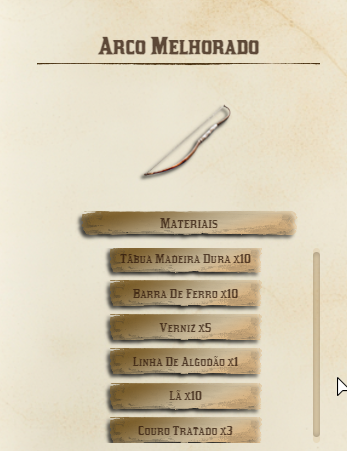 Arco Melhorado
Materiais
Tábua Madeira Dura x10
Barra De Ferro x10
Verniz x5
Linha De Algodão x1
Lã x10
Couro Tratado x3